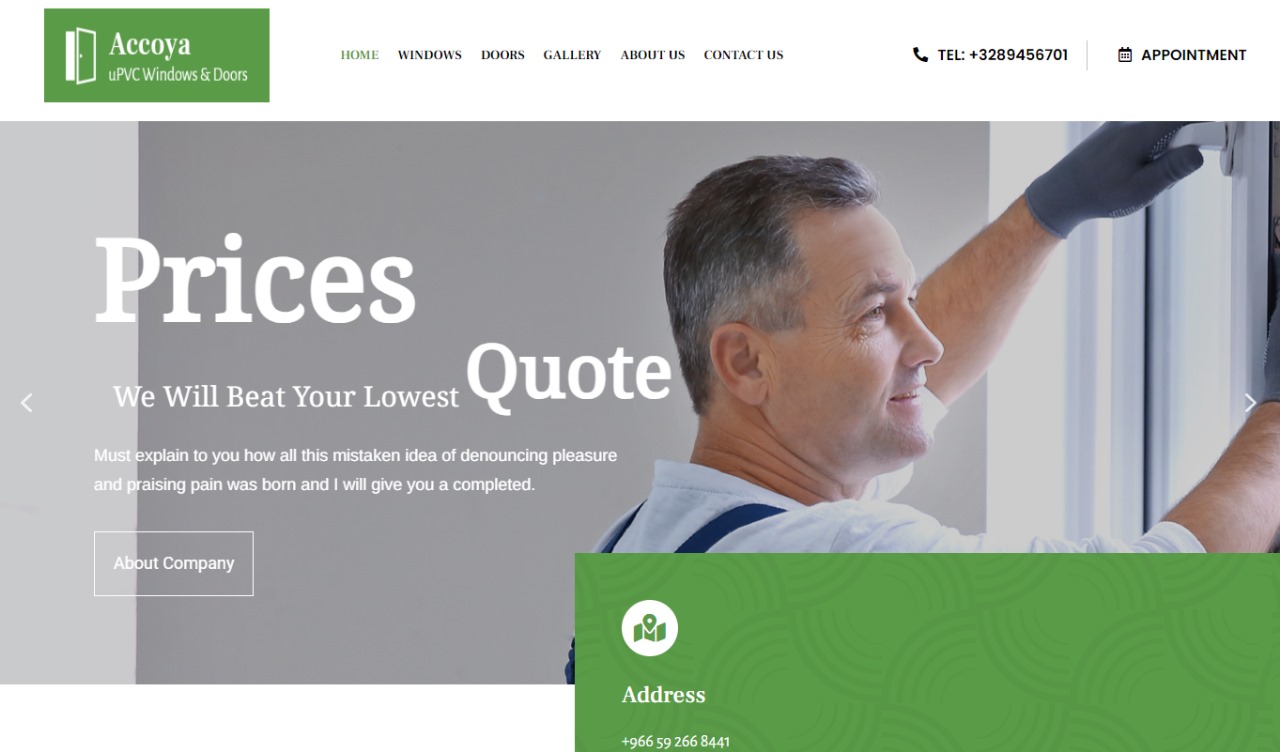 Accoya
uPVC Windows & Doors
HOME WINDOWS DOORS GALLERY ABOUT US CONTACT US
TEL: +3289456701
APPOINTMENT
Prices
We Will Beat Your Lowest Quote
Must explain to you how all this mistaken idea of denouncing pleasure
and praising pain was born and I will give you a completed.
About Company
Address
+966 59 266 8441